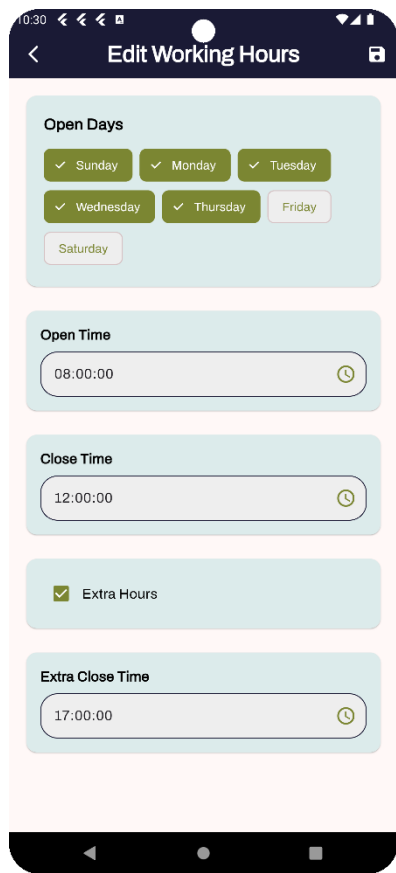 10:30
Edit Working Hours
Open Days
Sunday Monday Tuesday
Wednesday Thursday Friday
Saturday
Open Time
08:00:00
Close Time
12:00:00
Extra Hours
Extra Close Time
17:00:00